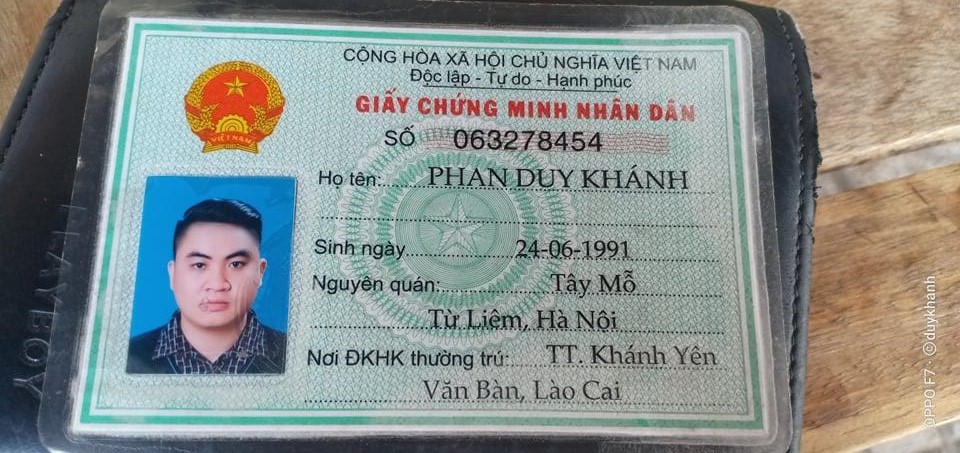 CỘNG HÒA XÃ HỘI CHỦ NGHĨA VIỆT NAM
Độc lập - Tự do - Hạnh phúc
GIẤY CHỨNG MINH NHÂN DÂN
SỐ 063278454
Họ tên: PHAN DUY KHÁNH
Sinh ngày 24-06-1991
Nguyên quán: Tây Mỗ
Từ Liêm, Hà Nội
Nơi ĐKHK thường trú: TT. Khánh Yên
Văn Bàn, Lào Cai
VIỆT NAM
OPPO F7 · ©duykhanh